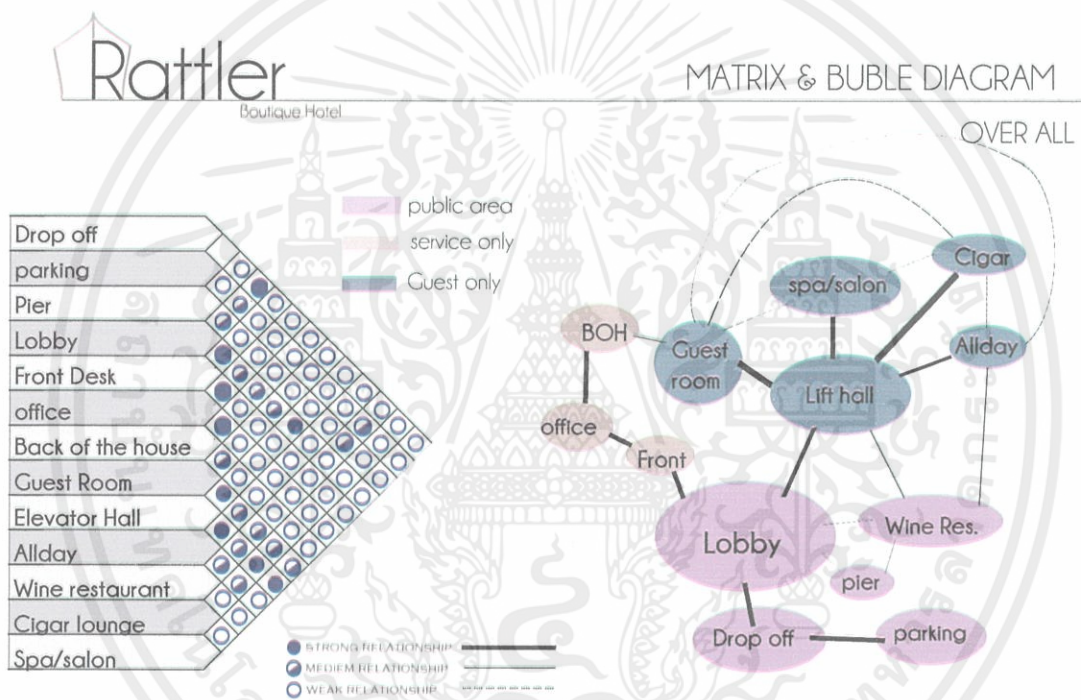 Rattler
Boutique Hotel
MATRIX & BUBLE DIAGRAM
OVER ALL
public area
service only
Guest only
Drop off
parking
Pier
Lobby
Front Desk
office
Back of the house
Guest Room
Elevator Hall
Allday
Wine restaurant
Cigar lounge
Spa/salon
STRONG RELATIONSHIP
MEDIEM RELATIONSHIP
WEAK RELATIONSHIP
Cigar
spa/salon
BOH
Allday
Guest
room
Lift hall
office
Front
Wine Res.
Lobby
pier
Drop off
parking